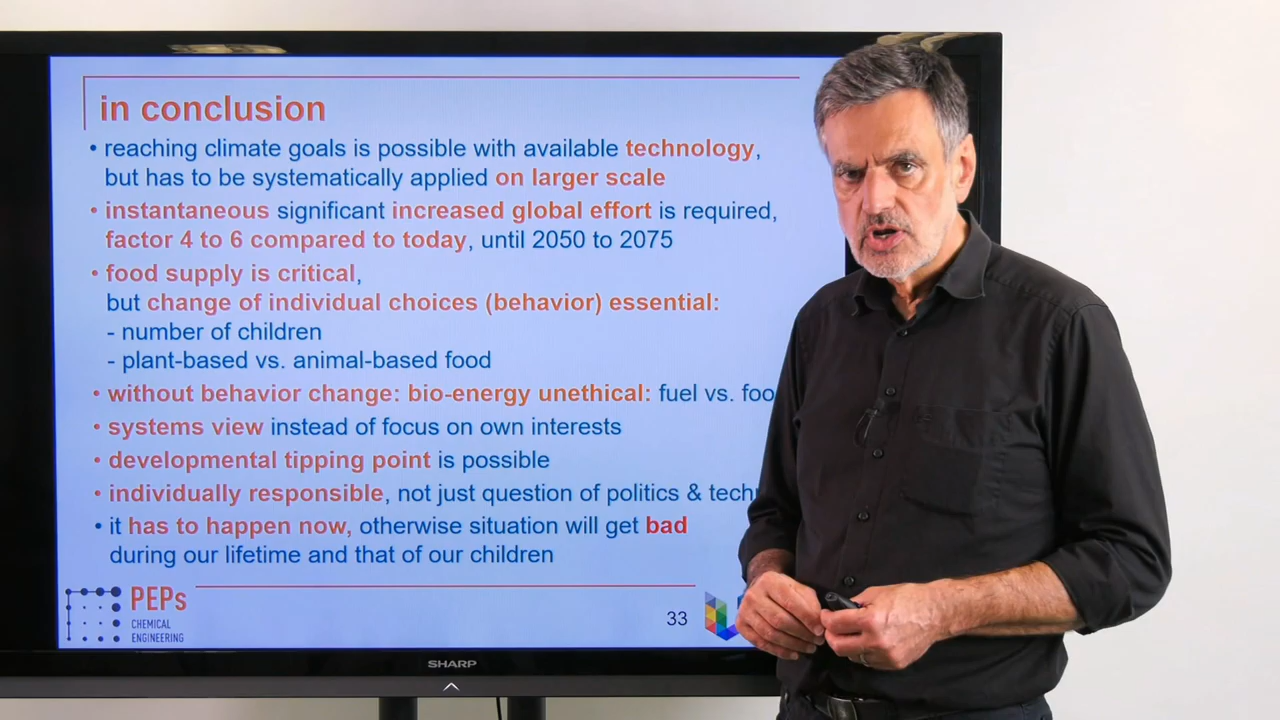 in conclusion
• reaching climate goals is possible with available technology,
but has to be systematically applied on larger scale
• instantaneous significant increased global effort is required,
factor 4 to 6 compared to today, until 2050 to 2075
• food supply is critical,
but change of individual choices (behavior) essential:
- number of children
- plant-based vs. animal-based food
• without behavior change: bio-energy unethical: fuel vs. foo
• systems view instead of focus on own interests
• developmental tipping point is possible
• individually responsible, not just question of politics & tech
• it has to happen now, otherwise situation will get bad
during our lifetime and that of our children
PEPs
CHEMICAL
ENGINEERING
33
SHARP